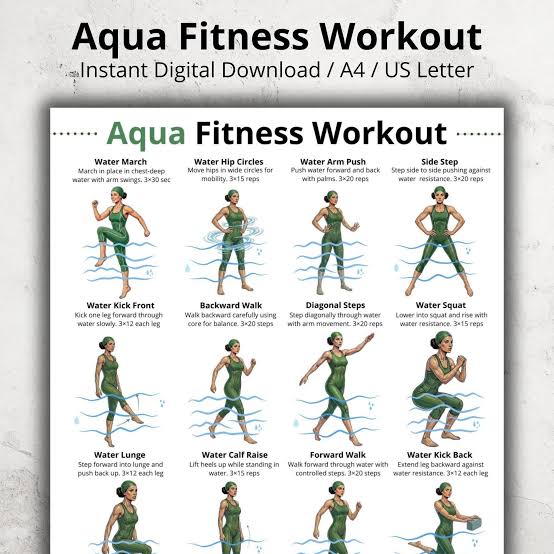 Aqua Fitness Workout
Instant Digital Download / A4 / US Letter
Aqua Fitness Workout
Water March
March in place in chest-deep
water with arm swings. 3×30 sec
Water Hip Circles
Move hips in wide circles for
mobility. 3×15 reps
Water Arm Push
Push water forward and back
with palms. 3×20 reps
Side Step
Step side to side pushing against
water resistance. 3×20 reps
Water Kick Front
Kick one leg forward through
water slowly. 3×12 each leg
Backward Walk
Walk backward carefully using
core for balance. 3×20 steps
Diagonal Steps
Step diagonally through water
with arm movement. 3×20 reps
Water Squat
Lower into squat and rise with
water resistance. 3×15 reps
Water Lunge
Step forward into lunge and
push back up. 3×12 each leg
Water Calf Raise
Lift heels up while standing in
water. 3×15 reps
Forward Walk
Walk forward through water with
controlled steps. 3×20 steps
Water Kick Back
Extend leg backward against
water resistance. 3×12 each leg